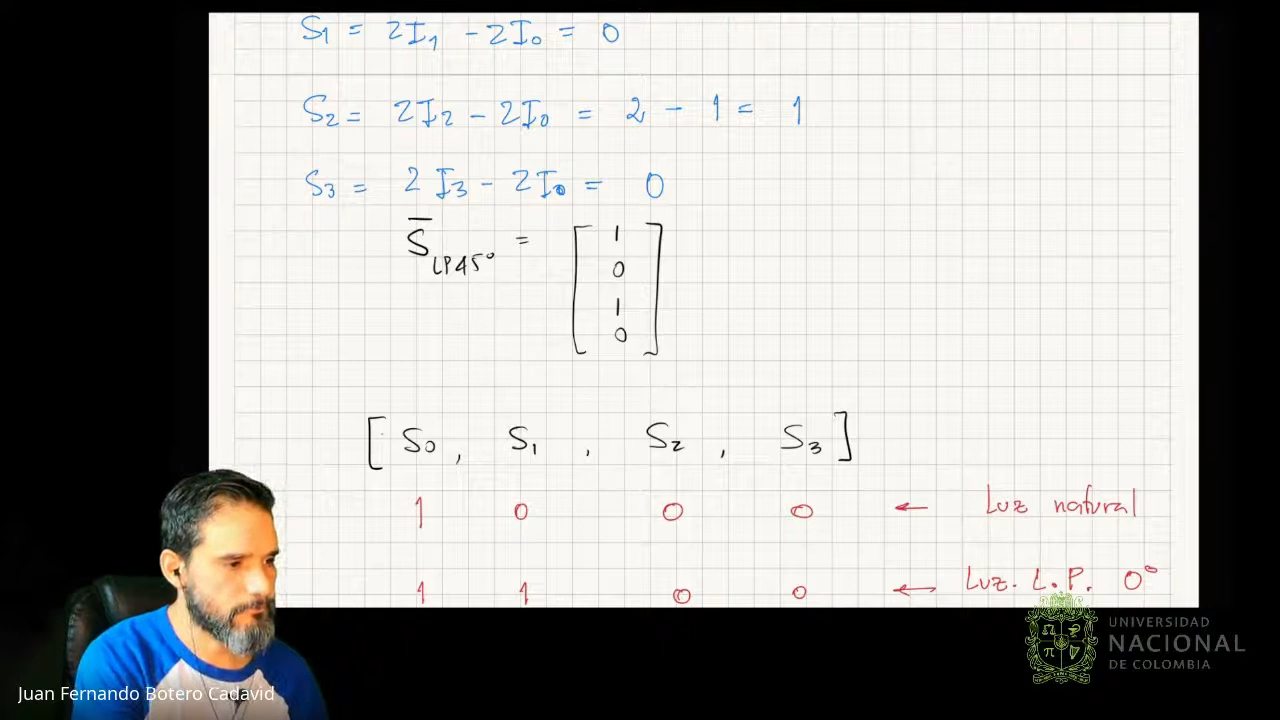 S₁ = 2I₁ - 2I₀ = 0
S₂ = 2I₂ - 2I₀ = 2 - 1 = 1
S₃ = 2I₃ - 2I₀ = 0
S̅ LP45° = [ 1 0 1 0 ]
[ S₀ , S₁ , S₂ , S₃ ]
1 0 0 0 ← Luz natural
1 1 0 0 ← Luz. L.P. 0°
UNIVERSIDAD
NACIONAL
DE COLOMBIA
Juan Fernando Botero Cadavid